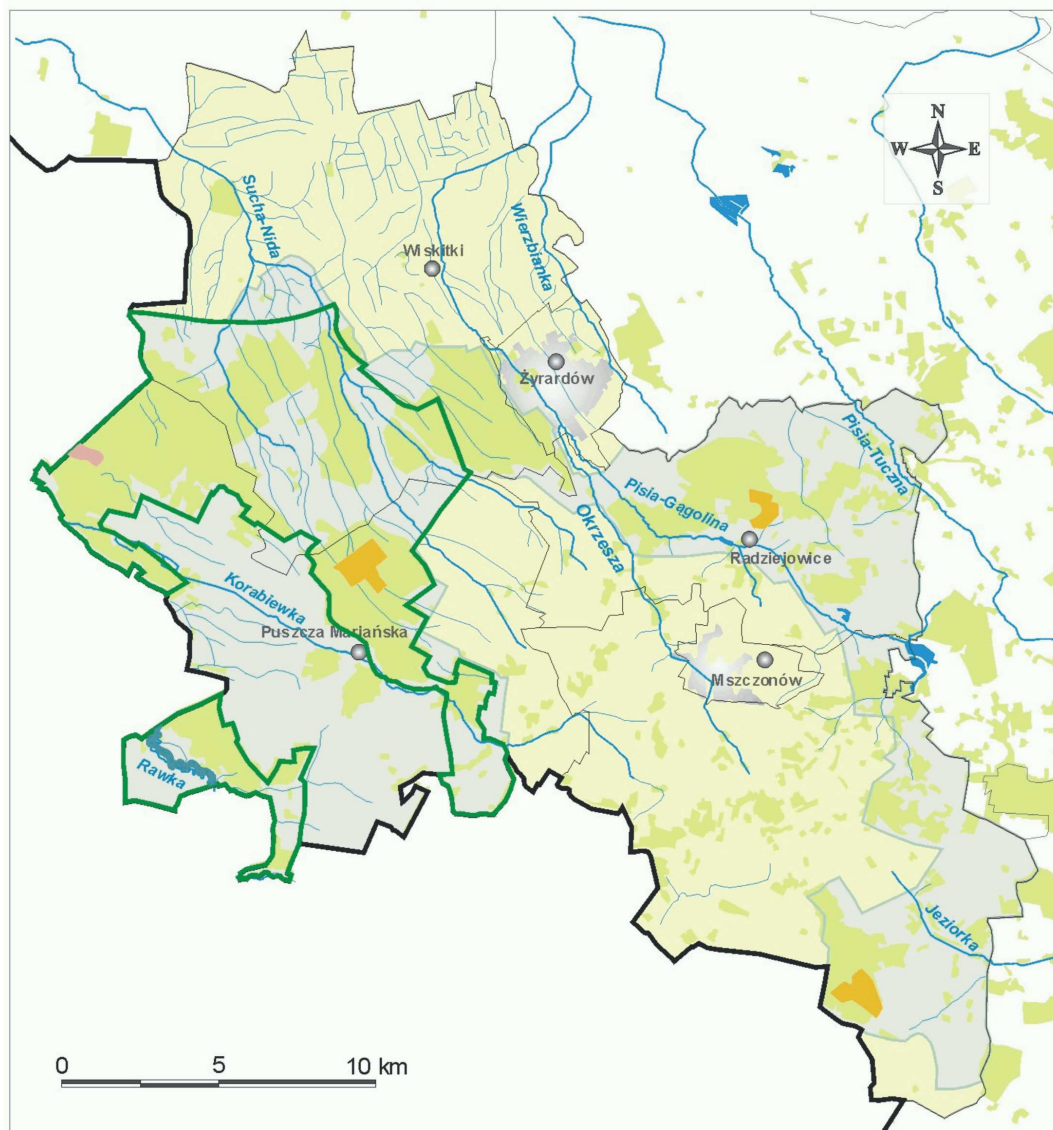 N
W E
S
Sucha-Nida
Wiskitki
Wierzbianka
Żyrardów
Pisia-Tuczna
Pisia-Gagolina
Okrzesza
Radziejowice
Korabiewka
Puszcza Mariańska
Mszczonów
Rawka
Jeziorka
0 5 10 km